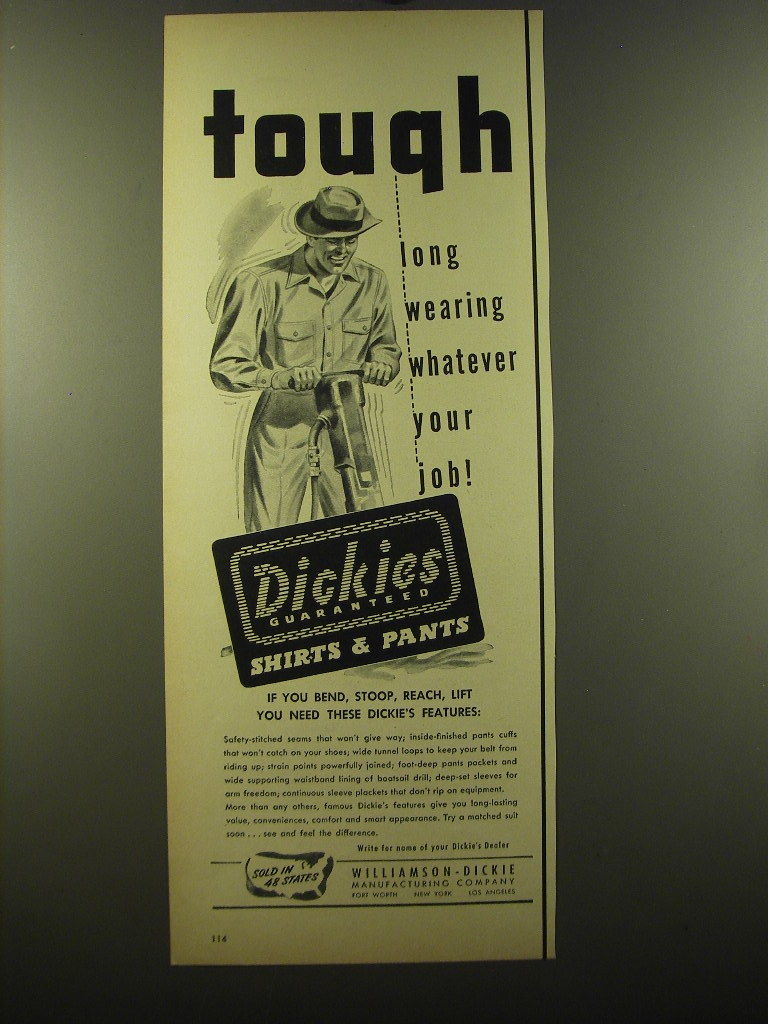 tough
long
wearing
whatever
your
job!
Dickies
GUARANTEED
SHIRTS & PANTS
IF YOU BEND, STOOP, REACH, LIFT
YOU NEED THESE DICKIE'S FEATURES:
Safety-stitched seams that won't give way; inside-finished pants cuffs
that won't catch on your shoes; wide tunnel loops to keep your belt from
riding up; strain points powerfully joined; foot-deep pants pockets and
wide supporting waistband lining of boatsail drill; deep-set sleeves for
arm freedom; continuous sleeve plackets that don't rip on equipment.
More than any others, famous Dickie's features give you long-lasting
value, conveniences, comfort and smart appearance. Try a matched suit
soon . . . see and feel the difference.
Write for name of your Dickie's Dealer
SOLD IN
48 STATES
WILLIAMSON-DICKIE
MANUFACTURING COMPANY
FORT WORTH NEW YORK LOS ANGELES
114